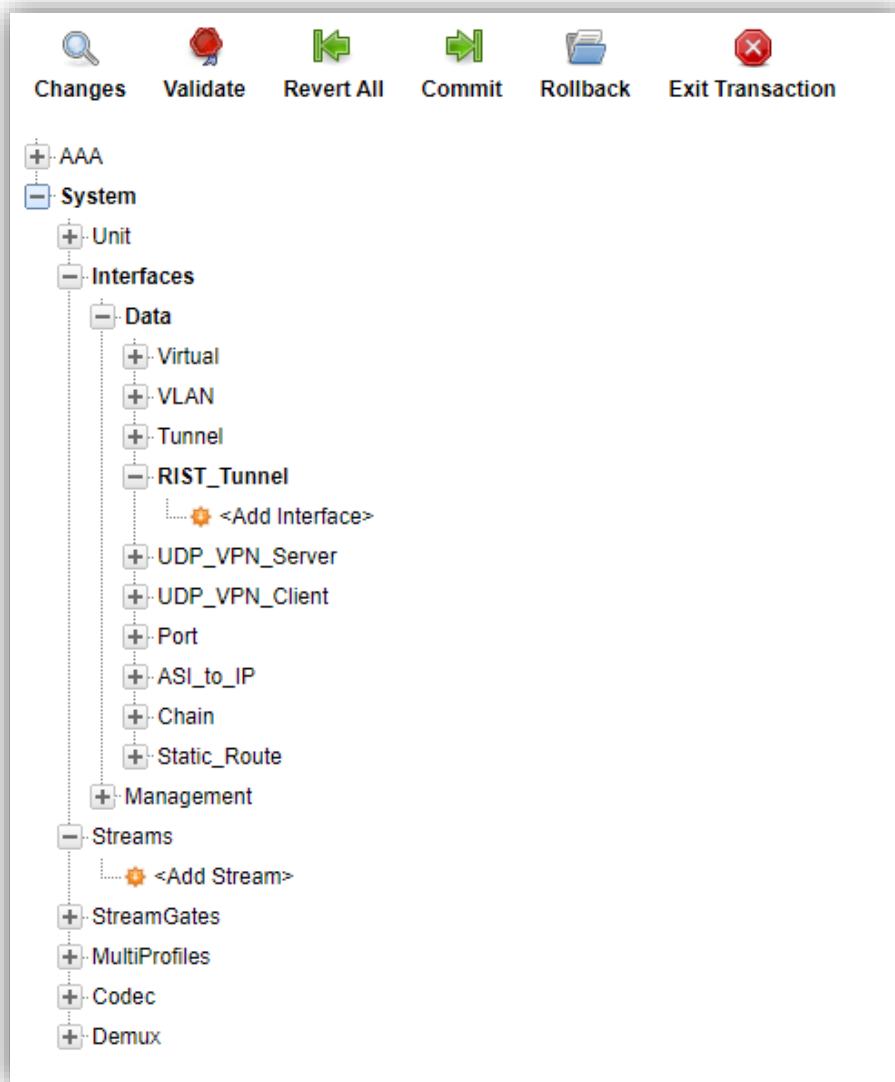 Changes Validate Revert All Commit Rollback Exit Transaction
AAA
System
Unit
Interfaces
Data
Virtual
VLAN
Tunnel
RIST_Tunnel
<Add Interface>
UDP_VPN_Server
UDP_VPN_Client
Port
ASI_to_IP
Chain
Static_Route
Management
Streams
<Add Stream>
StreamGates
MultiProfiles
Codec
Demux